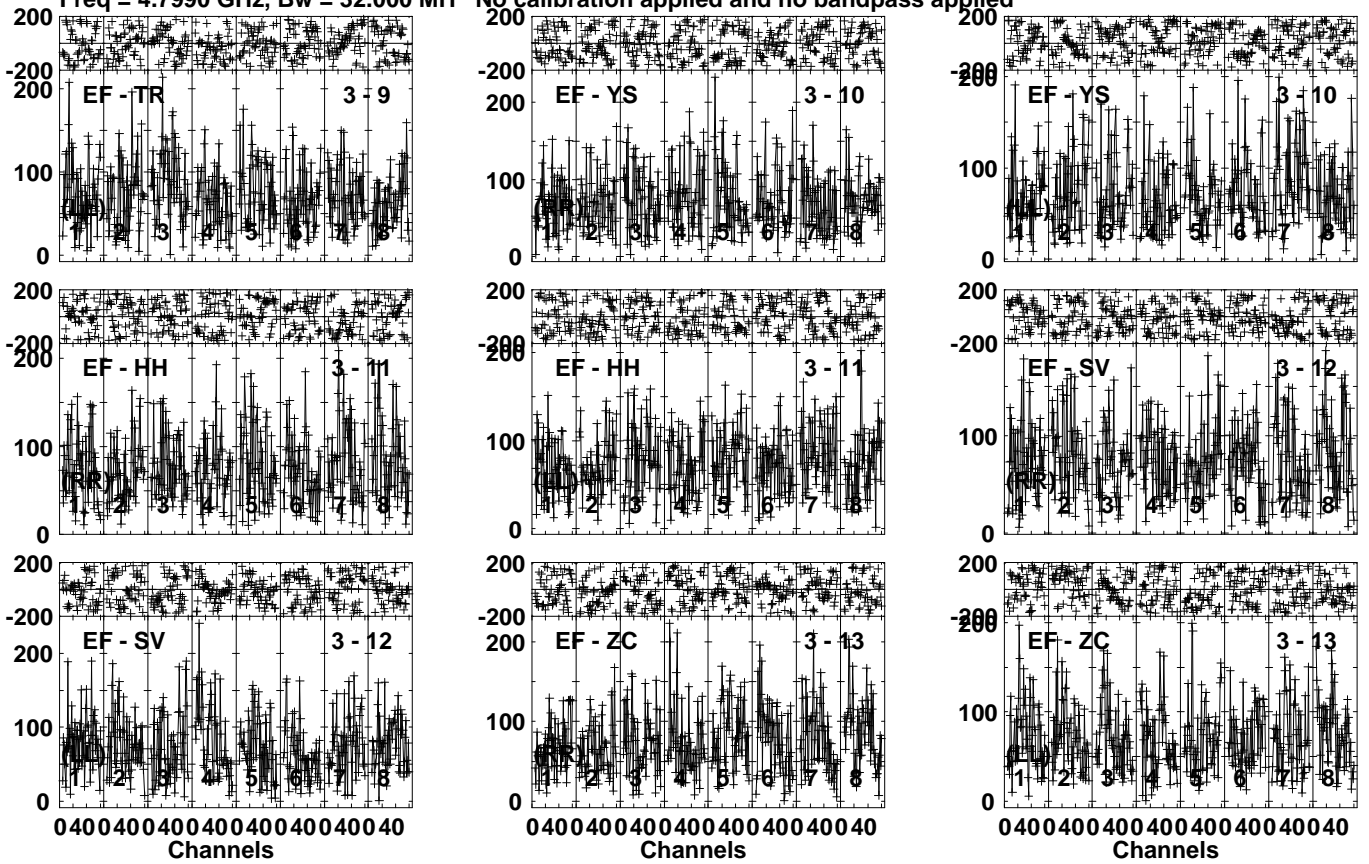 Freq = 4.7990 GHz, Bw = 32.000 MH No calibration applied and no bandpass applied
200 200 200
-200 -200 -200
200 EF - TR 3 - 9 200 EF - YS 3 - 10 200 EF - YS 3 - 10
100 100 100
(LL) (RR) (LL)
1 2 3 4 5 6 7 8 1 2 3 4 5 6 7 8 1 2 3 4 5 6 7 8
0 0 0
200 200 200
-200 -200 -200
200 EF - HH 3 - 11 200 EF - HH 3 - 11 EF - SV 3 - 12
100 100 100
(RR) (LL) (RR)
1 2 3 4 5 6 7 8 1 2 3 4 5 6 7 8 1 2 3 4 5 6 7 8
0 0 0
200 200 200
-200 -200 -200
200 EF - SV 3 - 12 200 EF - ZC 3 - 13 200 EF - ZC 3 - 13
100 100 100
(LL) (RR) (LL)
1 2 3 4 5 6 7 8 1 2 3 4 5 6 7 8 1 2 3 4 5 6 7 8
0 0 0
0 40 0 40 0 40 0 40 0 40 0 40 0 40 0 40 0 40 0 40 0 40 0 40 0 40 0 40 0 40 0 40 0 40 0 40 0 40 0 40 0 40 0 40 0 40 0 40
Channels Channels Channels